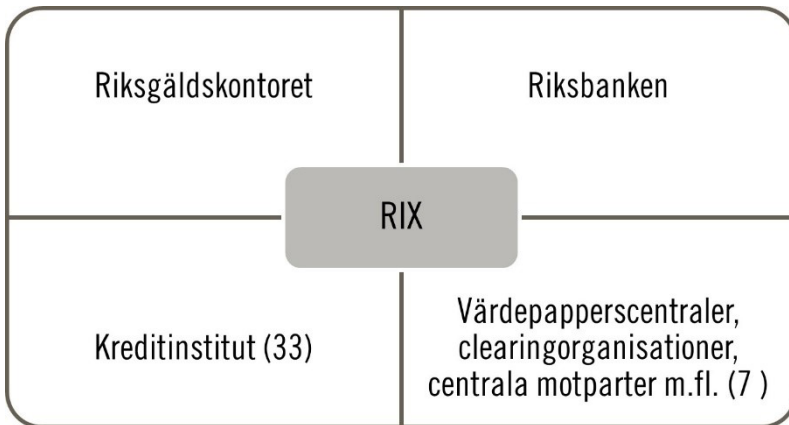 Riksgäldskontoret
Riksbanken
RIX
Kreditinstitut (33)
Värdepapperscentraler,
clearingorganisationer,
centrala motparter m.fl. (7 )